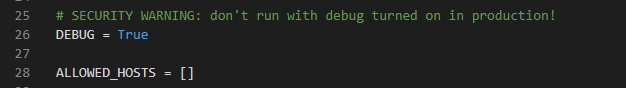 25 # SECURITY WARNING: don't run with debug turned on in production!
26 DEBUG = True
27
28 ALLOWED_HOSTS = []